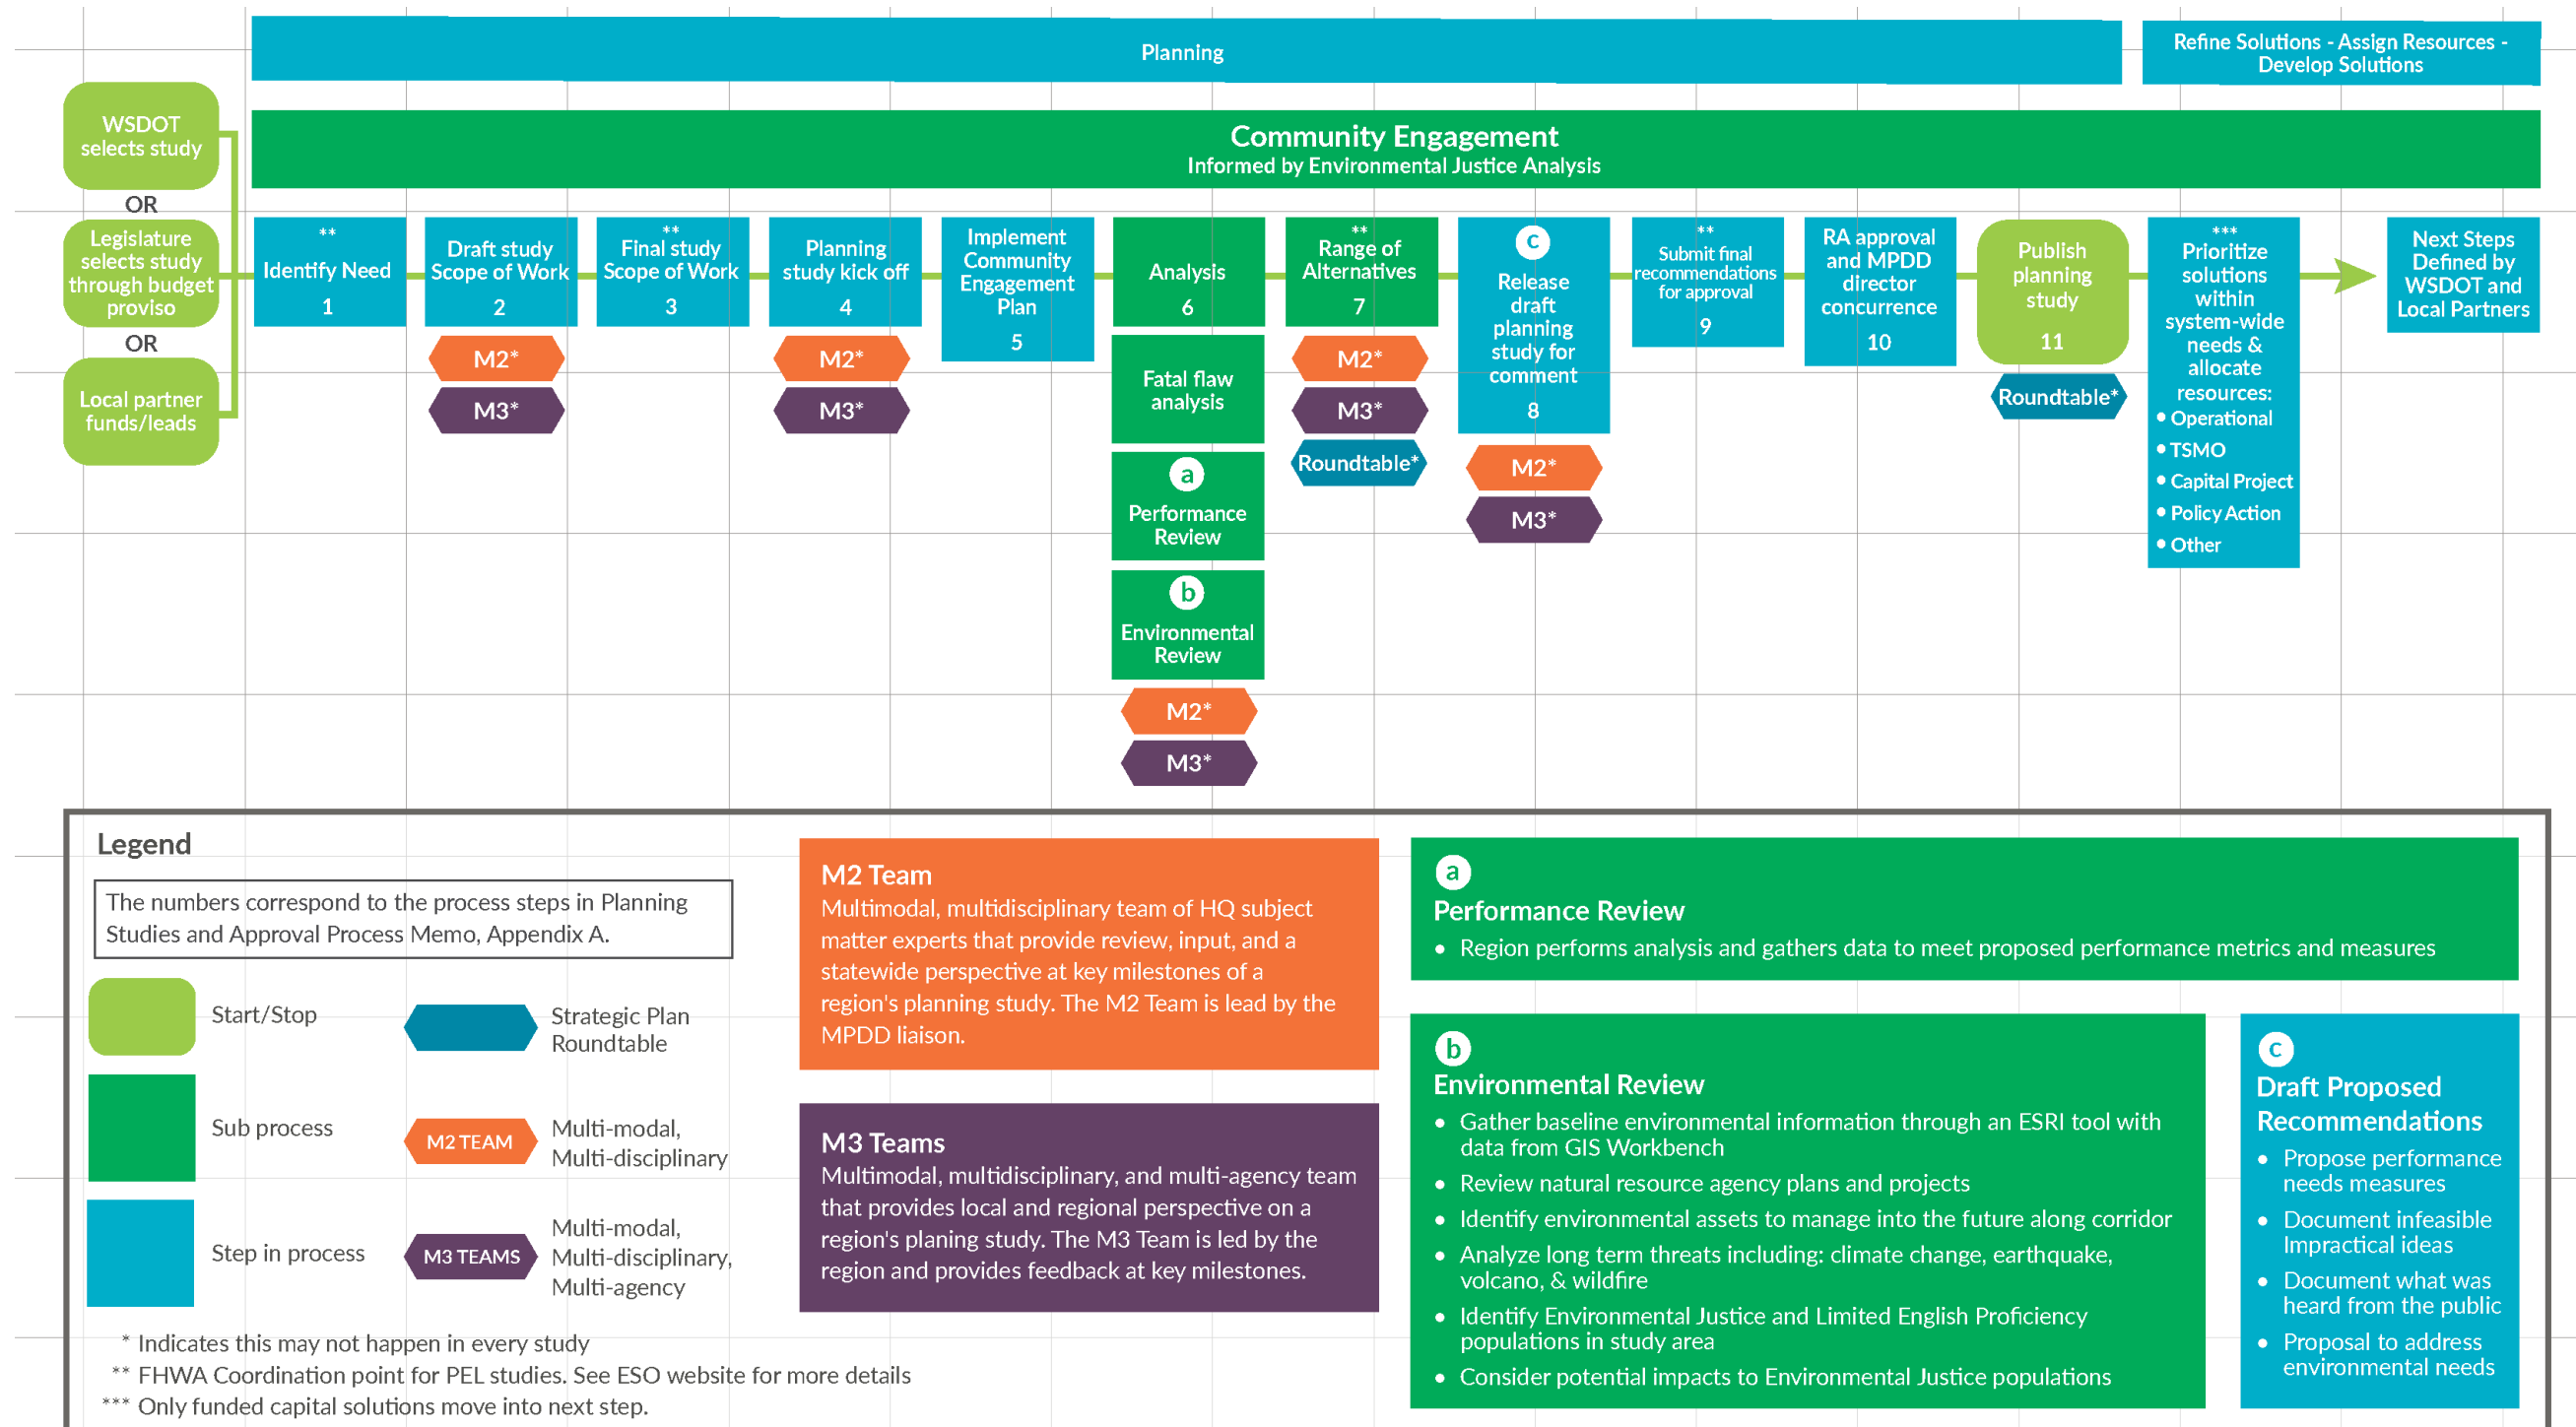 Planning
Refine Solutions - Assign Resources -
Develop Solutions
Community Engagement
Informed by Environmental Justice Analysis
WSDOT
selects study
OR
Legislature
selects study
through budget
proviso
OR
Local partner
funds/leads
**
Identify Need
1
Draft study
Scope of Work
2
M2*
M3*
**
Final study
Scope of Work
3
**
Planning
study kick off
4
M2*
M3*
Implement
Community
Engagement
Plan
5
Analysis
6
Fatal flaw
analysis
a
Performance
Review
b
Environmental
Review
M2*
M3*
**
Range of
Alternatives
7
M2*
M3*
Roundtable*
c
Release
draft
planning
study for
comment
8
M2*
M3*
**
Submit final
recommendations
for approval
9
RA approval
and MPDD
director
concurrence
10
Publish
planning
study
11
Roundtable*
***
Prioritize
solutions
within
system-wide
needs &
allocate
resources:
• Operational
• TSMO
• Capital Project
• Policy Action
• Other
Next Steps
Defined by
WSDOT and
Local Partners
Legend
The numbers correspond to the process steps in Planning
Studies and Approval Process Memo, Appendix A.
Start/Stop
Sub process
Step in process
Strategic Plan
Roundtable
M2 TEAM
Multi-modal,
Multi-disciplinary
M3 TEAMS
Multi-modal,
Multi-disciplinary,
Multi-agency
* Indicates this may not happen in every study
** FHWA Coordination point for PEL studies. See ESO website for more details
*** Only funded capital solutions move into next step.
M2 Team
Multimodal, multidisciplinary team of HQ subject
matter experts that provide review, input, and a
statewide perspective at key milestones of a
region's planning study. The M2 Team is lead by the
MPDD liaison.
M3 Teams
Multimodal, multidisciplinary, and multi-agency team
that provides local and regional perspective on a
region's planing study. The M3 Team is led by the
region and provides feedback at key milestones.
a
Performance Review
• Region performs analysis and gathers data to meet proposed performance metrics and measures
b
Environmental Review
• Gather baseline environmental information through an ESRI tool with
data from GIS Workbench
• Review natural resource agency plans and projects
• Identify environmental assets to manage into the future along corridor
• Analyze long term threats including: climate change, earthquake,
volcano, & wildfire
• Identify Environmental Justice and Limited English Proficiency
populations in study area
• Consider potential impacts to Environmental Justice populations
c
Draft Proposed
Recommendations
• Propose performance
needs measures
• Document infeasible
Impractical ideas
• Document what was
heard from the public
• Proposal to address
environmental needs